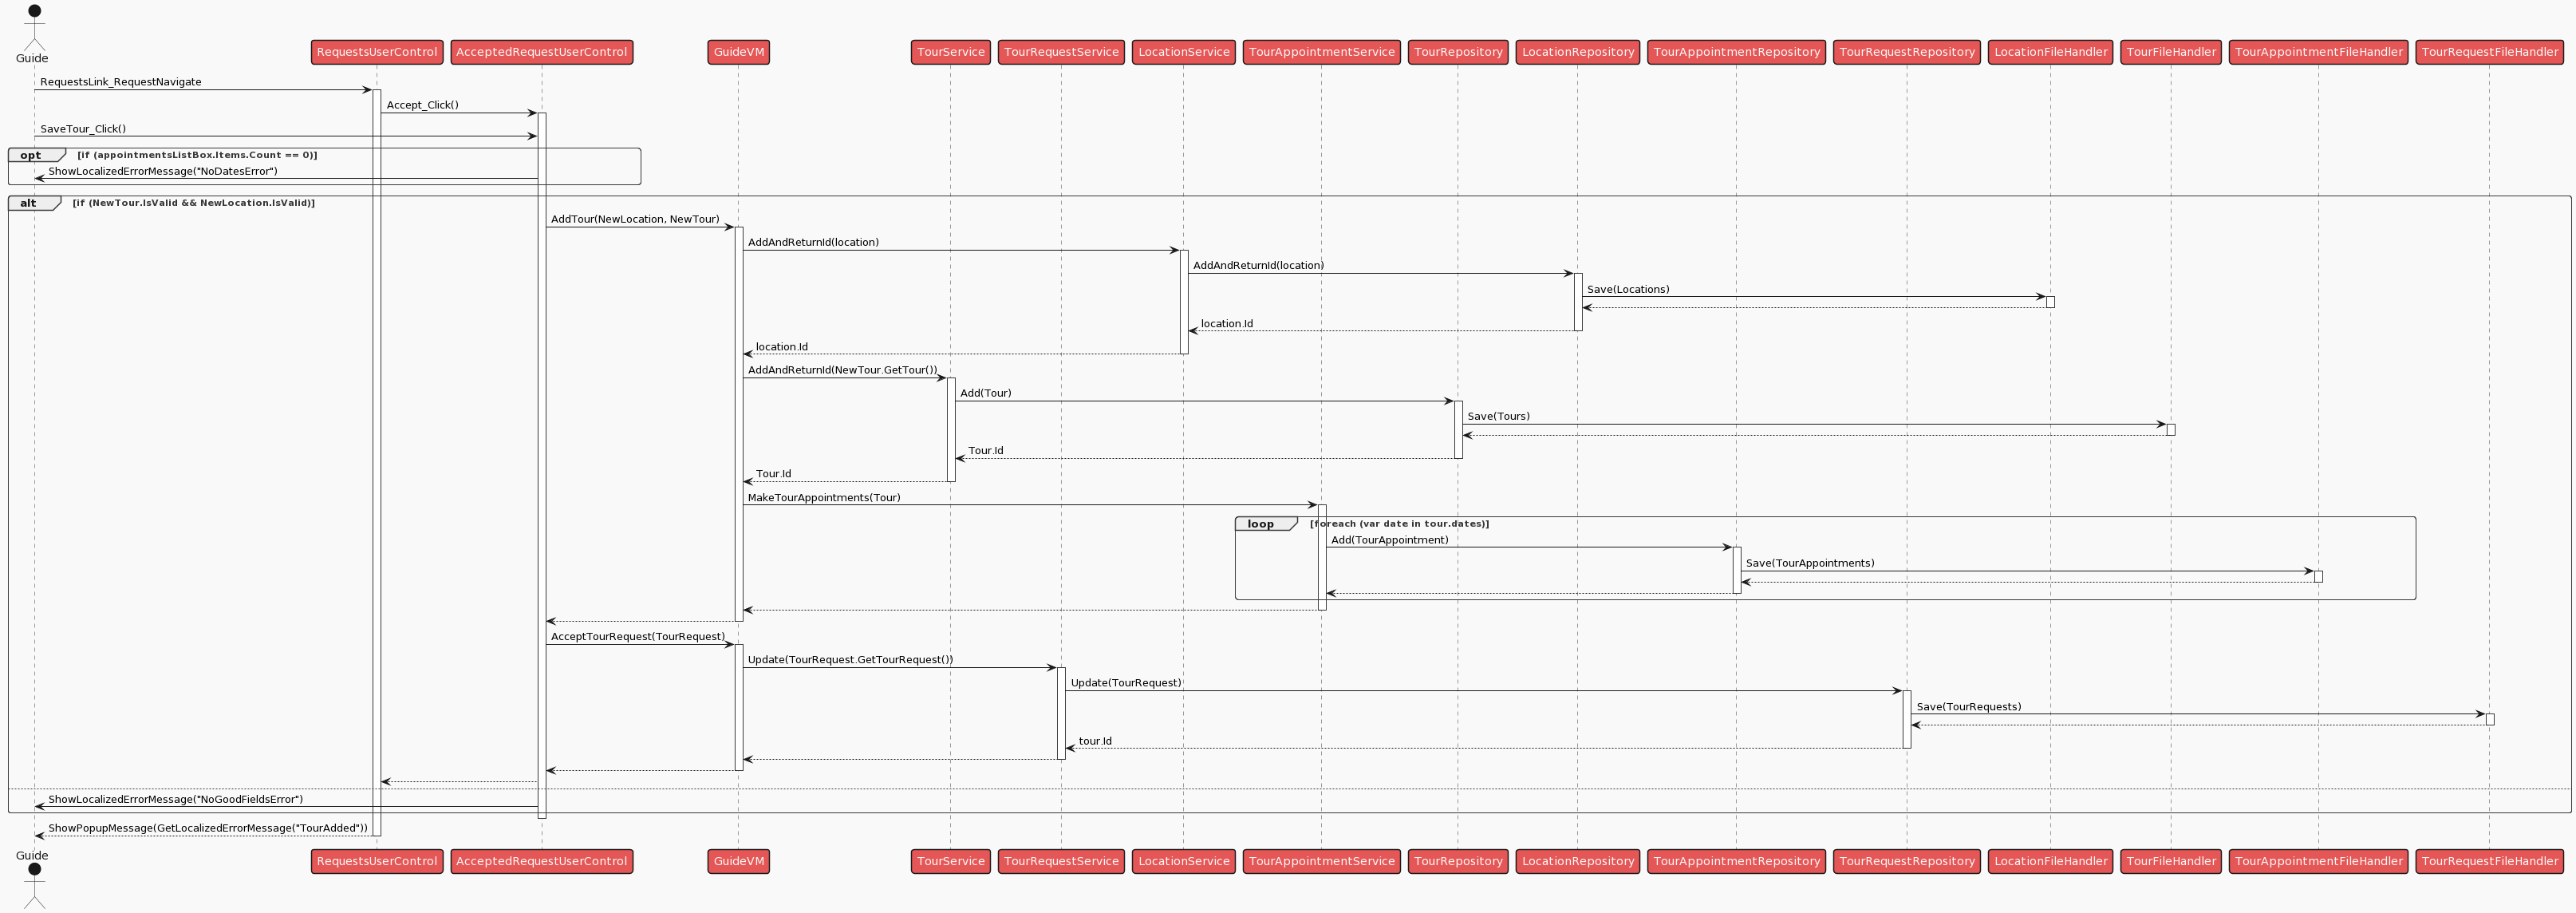 Guide
RequestsUserControl
AcceptedRequestUserControl
GuideVM
TourService
TourRequestService
LocationService
TourAppointmentService
TourRepository
LocationRepository
TourAppointmentRepository
TourRequestRepository
LocationFileHandler
TourFileHandler
TourAppointmentFileHandler
TourRequestFileHandler
RequestsLink_RequestNavigate
Accept_Click()
SaveTour_Click()
opt [if (appointmentsListBox.Items.Count == 0)]
ShowLocalizedErrorMessage("NoDatesError")
alt [if (NewTour.IsValid && NewLocation.IsValid)]
AddTour(NewLocation, NewTour)
AddAndReturnId(location)
AddAndReturnId(location)
Save(Locations)
location.Id
location.Id
AddAndReturnId(NewTour.GetTour())
Add(Tour)
Save(Tours)
Tour.Id
Tour.Id
MakeTourAppointments(Tour)
loop [foreach (var date in tour.dates)]
Add(TourAppointment)
Save(TourAppointments)
AcceptTourRequest(TourRequest)
Update(TourRequest.GetTourRequest())
Update(TourRequest)
Save(TourRequests)
tour.Id
ShowLocalizedErrorMessage("NoGoodFieldsError")
ShowPopupMessage(GetLocalizedErrorMessage("TourAdded"))
Guide
RequestsUserControl
AcceptedRequestUserControl
GuideVM
TourService
TourRequestService
LocationService
TourAppointmentService
TourRepository
LocationRepository
TourAppointmentRepository
TourRequestRepository
LocationFileHandler
TourFileHandler
TourAppointmentFileHandler
TourRequestFileHandler